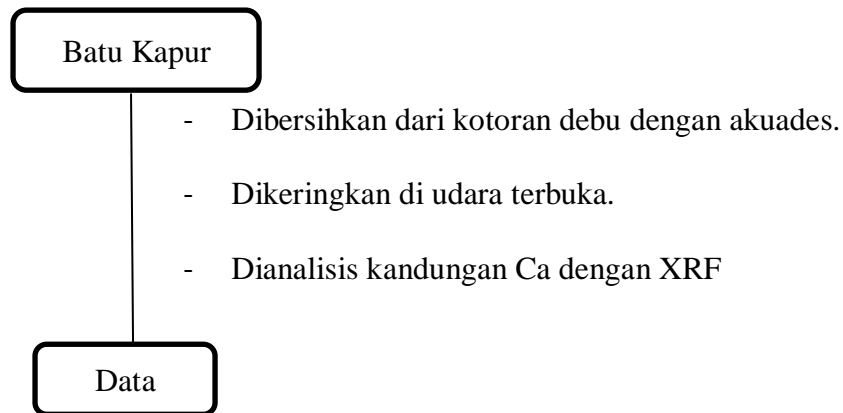 Batu Kapur
- Dibersihkan dari kotoran debu dengan akuades.
- Dikeringkan di udara terbuka.
- Dianalisis kandungan Ca dengan XRF
Data